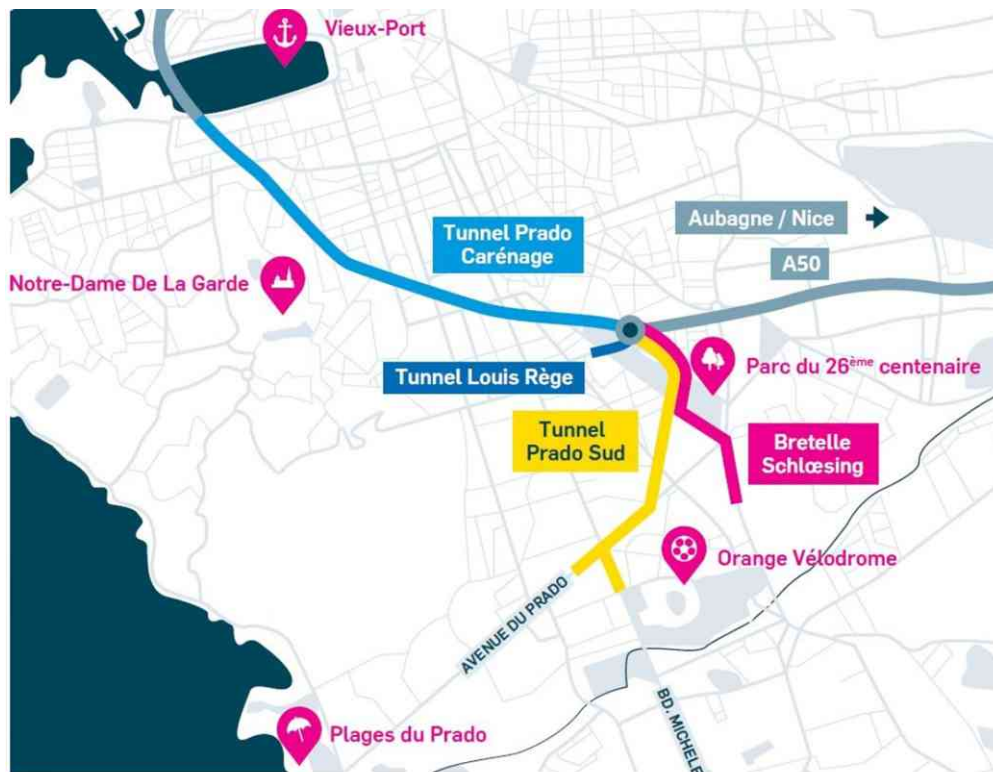 Vieux-Port
Aubagne / Nice
Tunnel Prado
Carénage
A50
Notre-Dame De La Garde
Parc du 26ème centenaire
Tunnel Louis Rège
Tunnel
Prado Sud
Bretelle
Schlœsing
Orange Vélodrome
AVENUE DU PRADO
BD. MICHELE
Plages du Prado